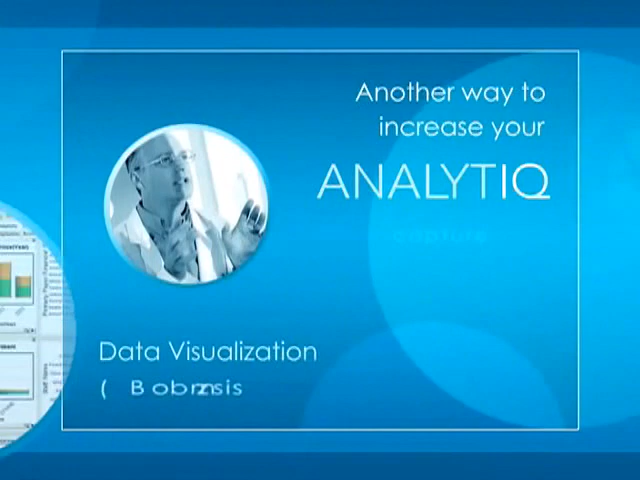 Another way to
increase your
ANALYTIQ
Data Visualization